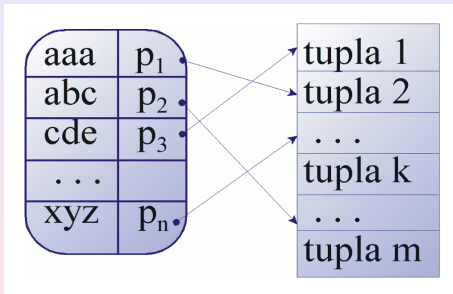 aaa p1
abc p2
cde p3
. . .
xyz pn
tupla 1
tupla 2
. . .
tupla k
. . .
tupla m